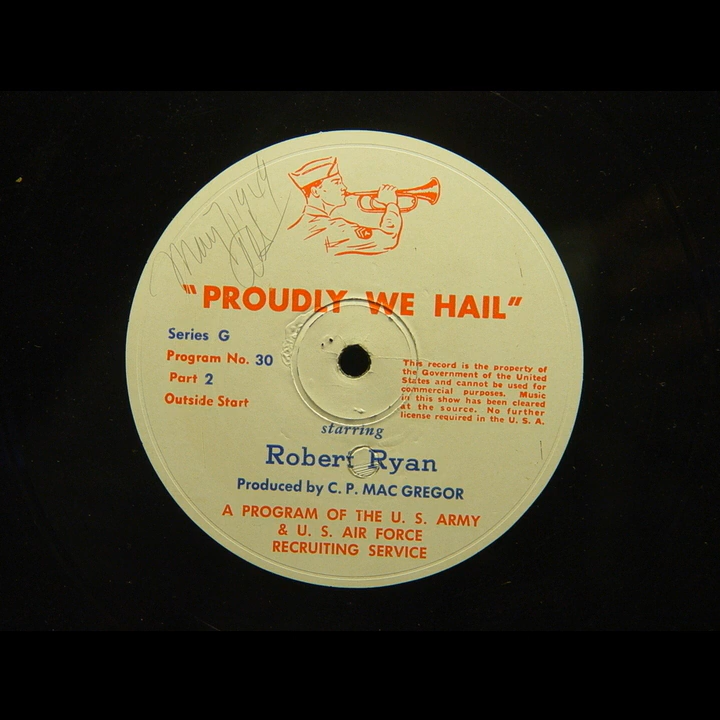 "PROUDLY WE HAIL"
Series G
Program No. 30
Part 2
Outside Start
This record is the property of
the Government of the United
States and cannot be used for
commercial purposes. Music
in this show has been cleared
at the source. No further
license required in the U. S. A.
starring
Robert Ryan
Produced by C. P. MAC GREGOR
A PROGRAM OF THE U. S. ARMY
& U. S. AIR FORCE
RECRUITING SERVICE